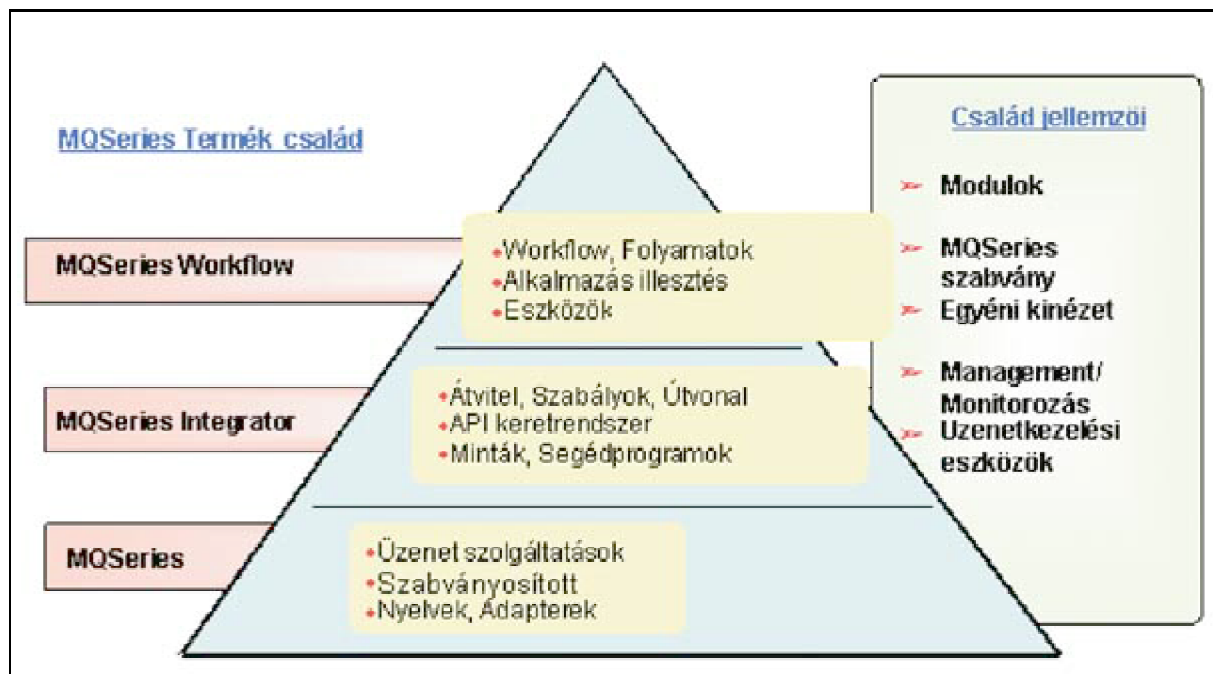 MQSeries Termék család
MQSeries Workflow
MQSeries Integrator
MQSeries
•Workflow, Folyamatok
•Alkalmazás illesztés
•Eszközök
•Átvitel, Szabályok, Útvonal
•API keretrendszer
•Minták, Segédprogramok
•Üzenet szolgáltatások
•Szabványosított
•Nyelvek, Adapterek
Család jellemzöi
➢ Modulok
➢ MQSeries
szabvány
➢ Egyéni kinézet
➢ Management/
Monitorozás
➢ Uzenetkezelési
eszközök